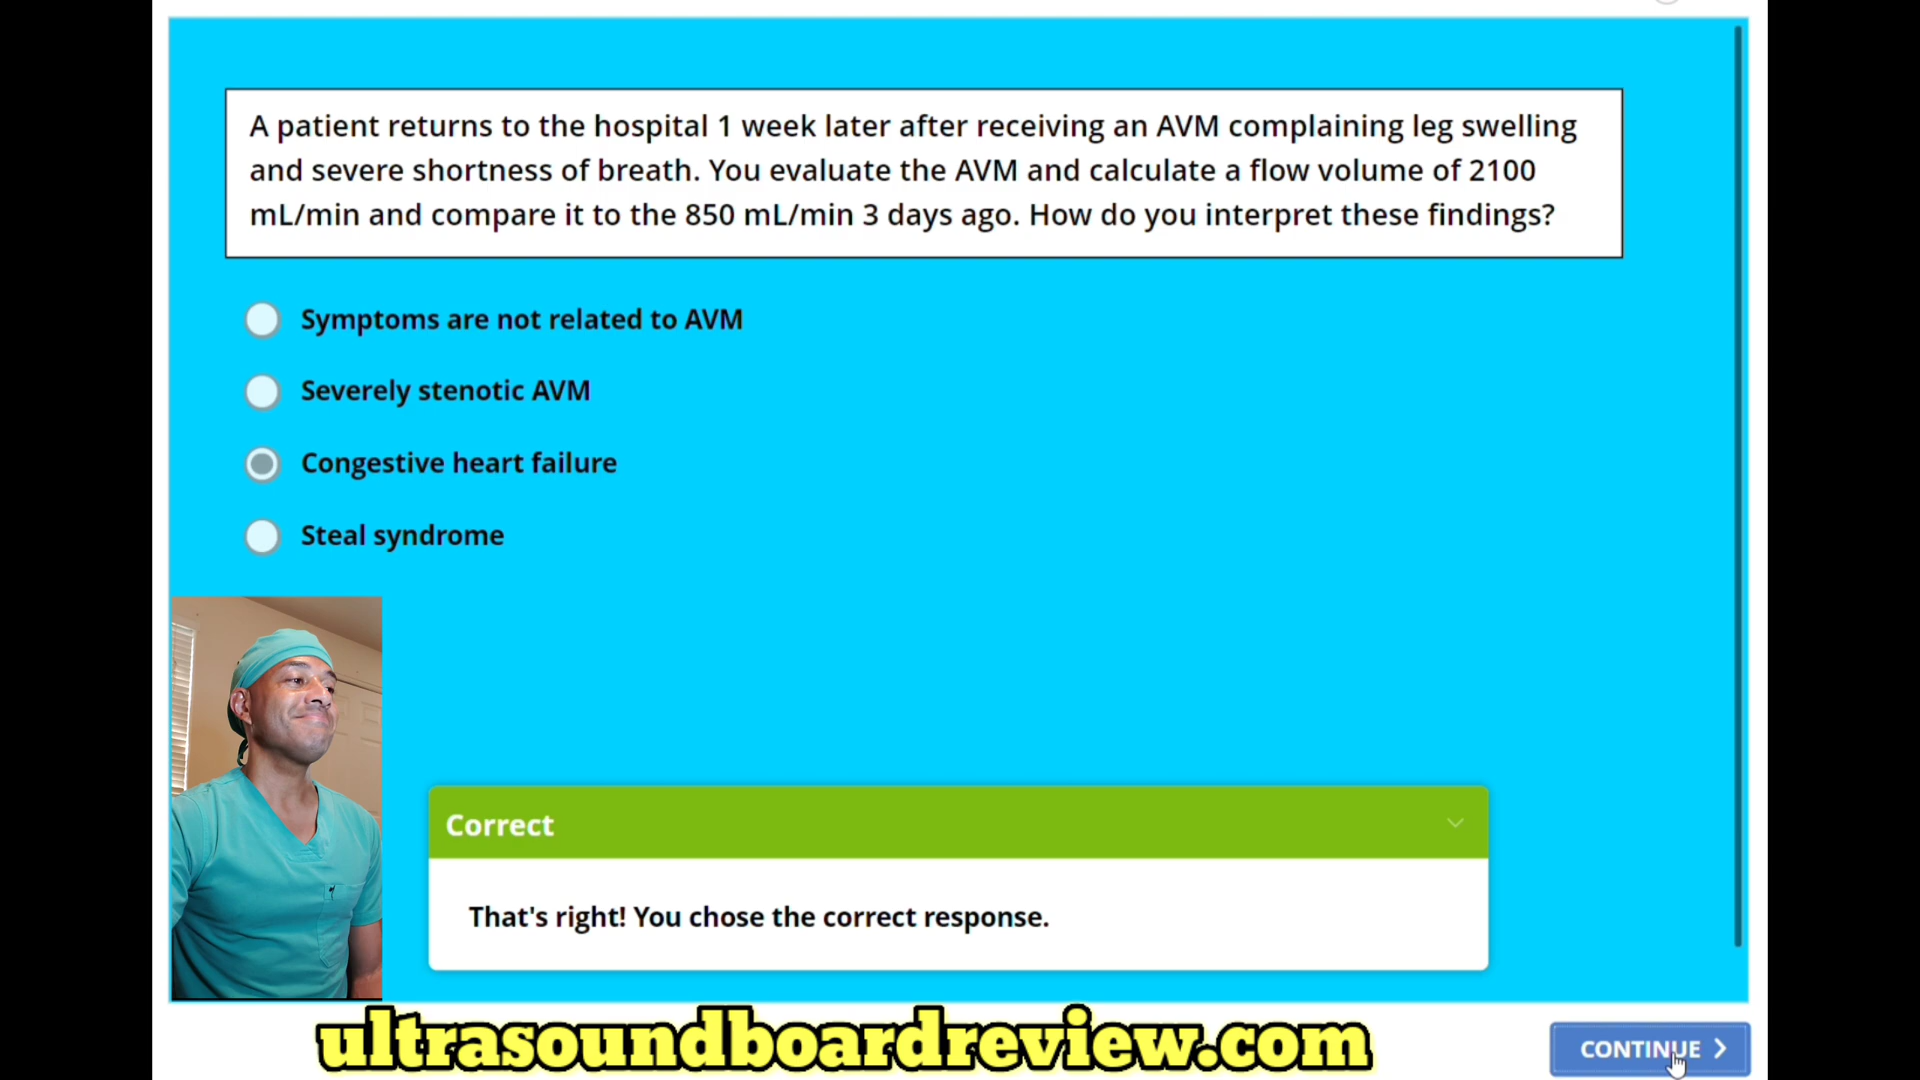 A patient returns to the hospital 1 week later after receiving an AVM complaining leg swelling
and severe shortness of breath. You evaluate the AVM and calculate a flow volume of 2100
mL/min and compare it to the 850 mL/min 3 days ago. How do you interpret these findings?
Symptoms are not related to AVM
Severely stenotic AVM
Congestive heart failure
Steal syndrome
Correct
That's right! You chose the correct response.
ultrasoundboardreview.com
CONTINUE